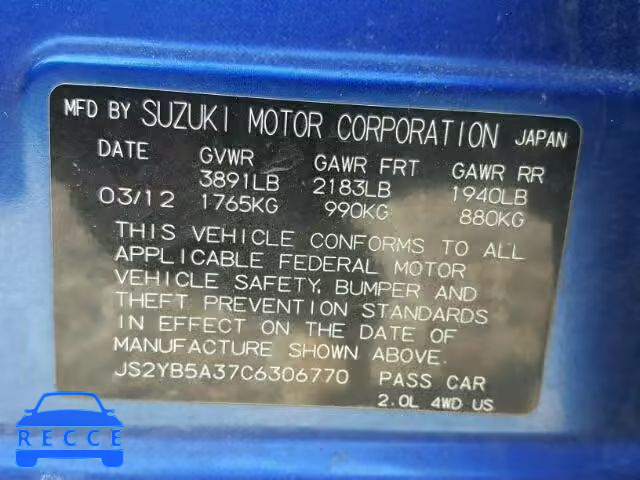 MFD BY SUZUKI MOTOR CORPORATION JAPAN
DATE GVWR GAWR FRT GAWR RR
3891LB 2183LB 1940LB
03/12 1765KG 990KG 880KG
THIS VEHICLE CONFORMS TO ALL
APPLICABLE FEDERAL MOTOR
VEHICLE SAFETY, BUMPER AND
THEFT PREVENTION STANDARDS
IN EFFECT ON THE DATE OF
MANUFACTURE SHOWN ABOVE.
JS2YB5A37C6306770 PASS CAR
2.0L 4WD US
RECCE